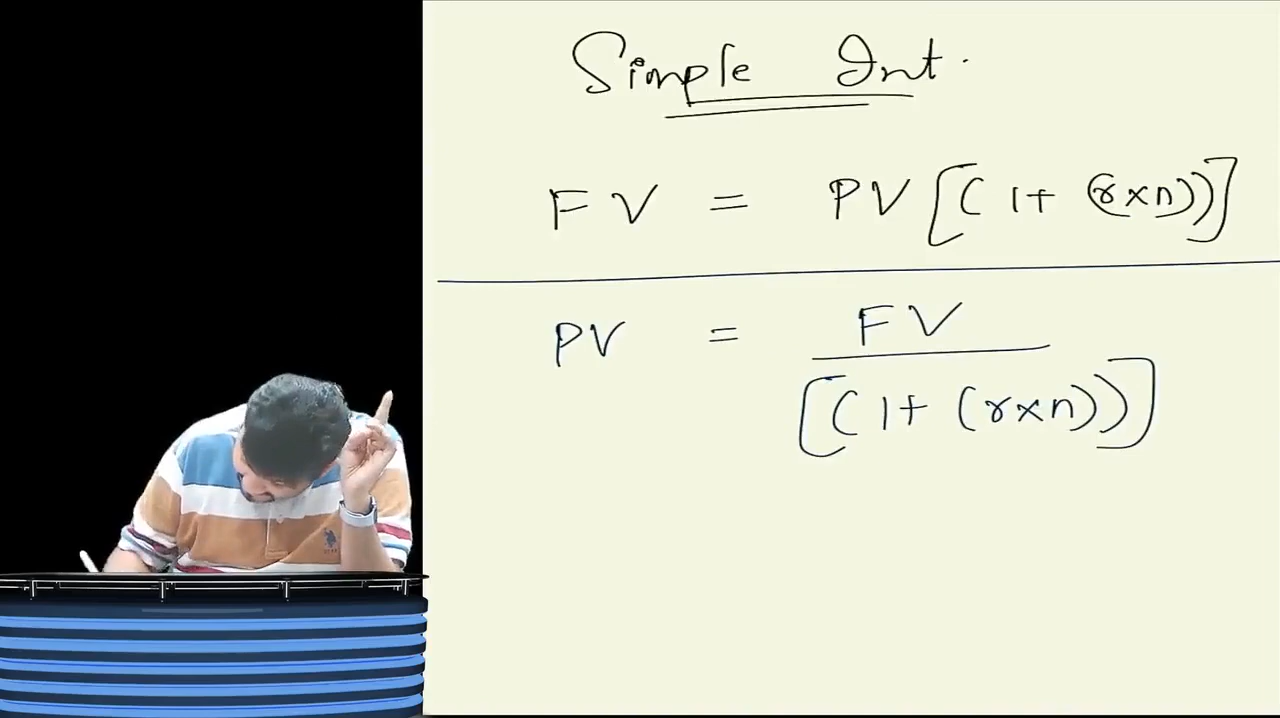 Simple Int.
FV = PV [(1 + (r×n))]
PV = FV / [(1 + (r×n))]